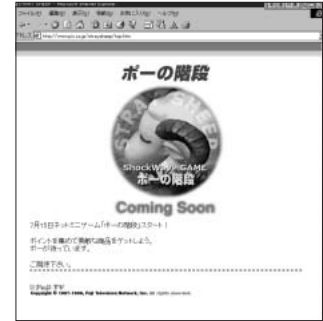 ポーの階段
STRAY SHEEP
ShockWave GAME
ポーの階段
Coming Soon
7月15日ネットミニゲーム「ポーの階段」スタート！
ポイントを集めて素敵な商品をゲットしよう。
ポーが待っています。
ご期待下さい。
Fuji TV
Copyright © 1997-1998, Fuji Television Network, Inc. All rights reserved.